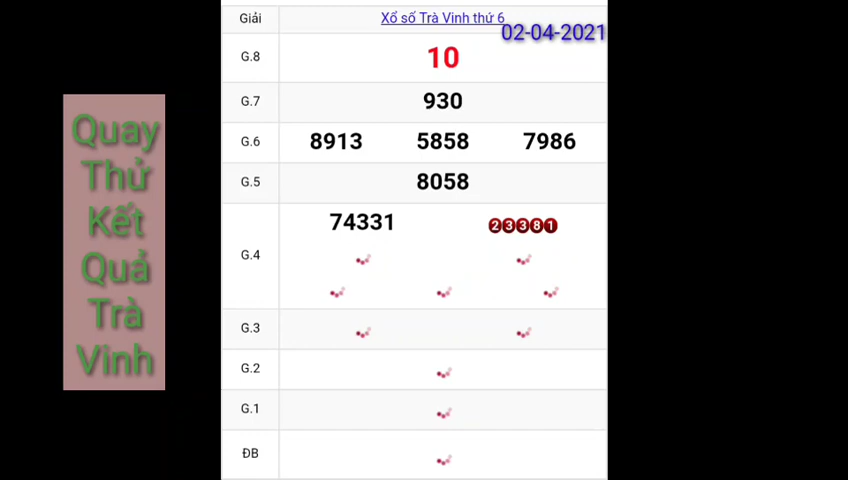 Quay
Thử
Kết
Quả
Trà
Vinh
Giải Xổ số Trà Vinh thứ 6
02-04-2021
G.8 10
G.7 930
G.6 8913 5858 7986
G.5 8058
G.4 74331 23381
G.3
G.2
G.1
ĐB